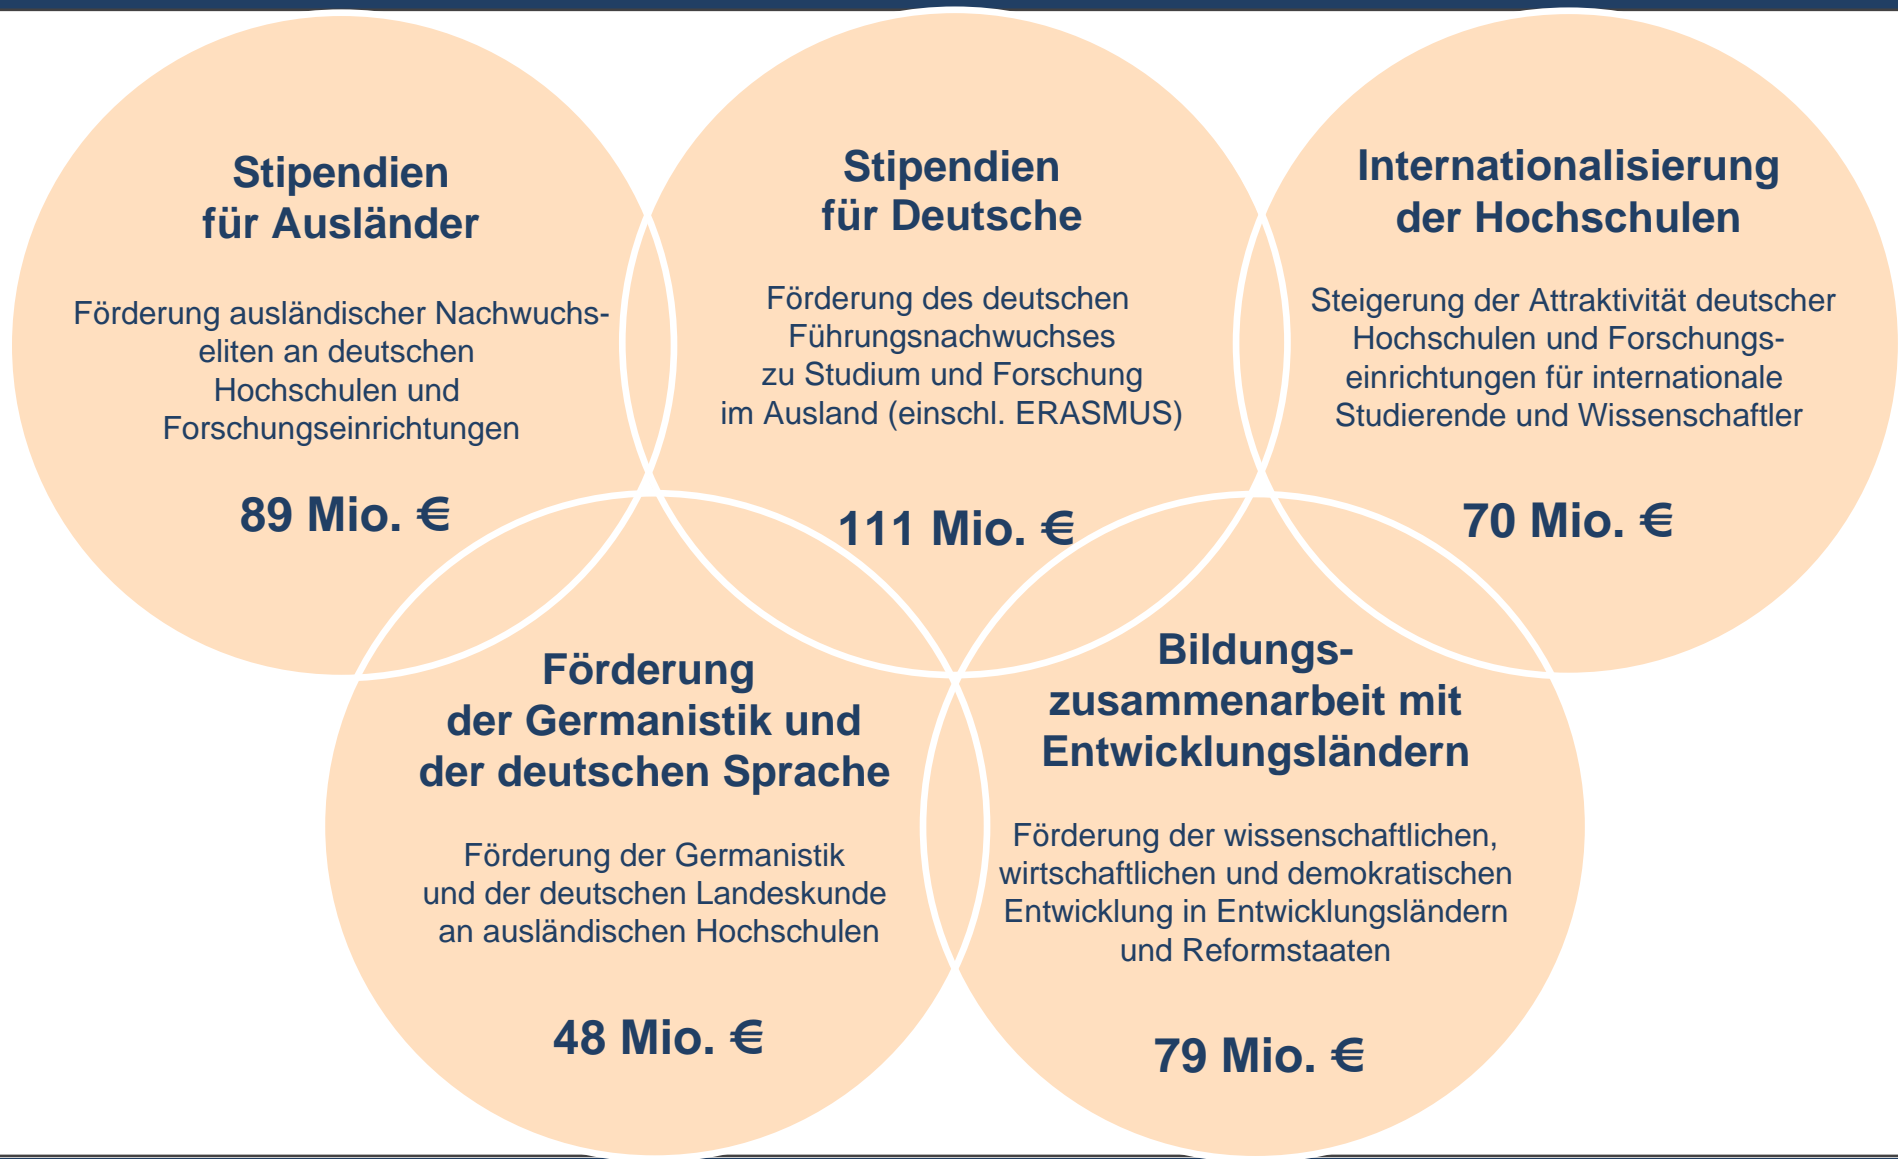 Stipendien
für Ausländer
Förderung ausländischer Nachwuchs-
eliten an deutschen
Hochschulen und
Forschungseinrichtungen
89 Mio. €
Stipendien
für Deutsche
Förderung des deutschen
Führungsnachwuchses
zu Studium und Forschung
im Ausland (einschl. ERASMUS)
111 Mio. €
Internationalisierung
der Hochschulen
Steigerung der Attraktivität deutscher
Hochschulen und Forschungs-
einrichtungen für internationale
Studierende und Wissenschaftler
70 Mio. €
Förderung
der Germanistik und
der deutschen Sprache
Förderung der Germanistik
und der deutschen Landeskunde
an ausländischen Hochschulen
48 Mio. €
Bildungs-
zusammenarbeit mit
Entwicklungsländern
Förderung der wissenschaftlichen,
wirtschaftlichen und demokratischen
Entwicklung in Entwicklungsländern
und Reformstaaten
79 Mio. €